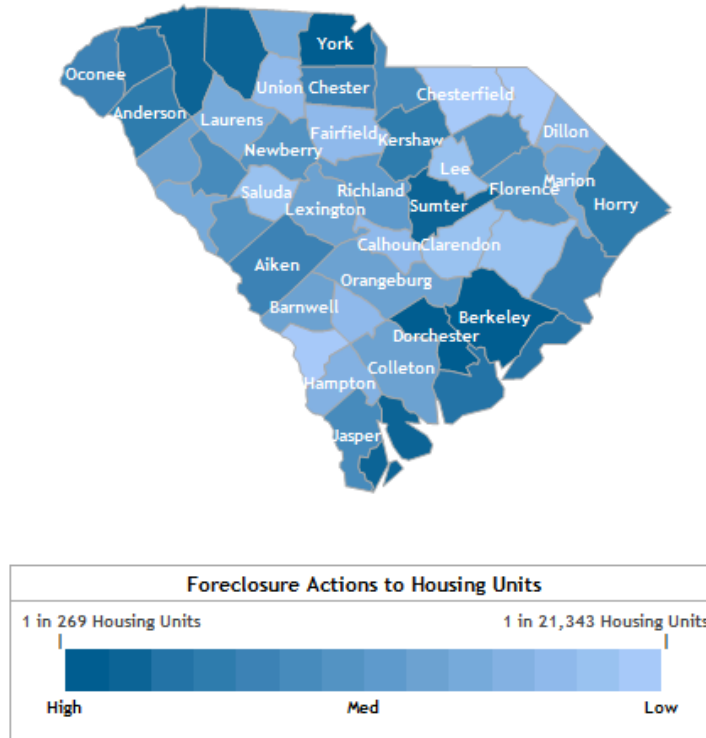 York
Oconee
Union
Chester
Chesterfield
Anderson
Laurens
Fairfield
Kershaw
Dillon
Newberry
Lee
Saluda
Richland
Florence
Marion
Lexington
Sumter
Horry
Calhoun
Clarendon
Aiken
Orangeburg
Barnwell
Berkeley
Dorchester
Colleton
Hampton
Jasper
Foreclosure Actions to Housing Units
1 in 269 Housing Units
1 in 21,343 Housing Units
High
Med
Low